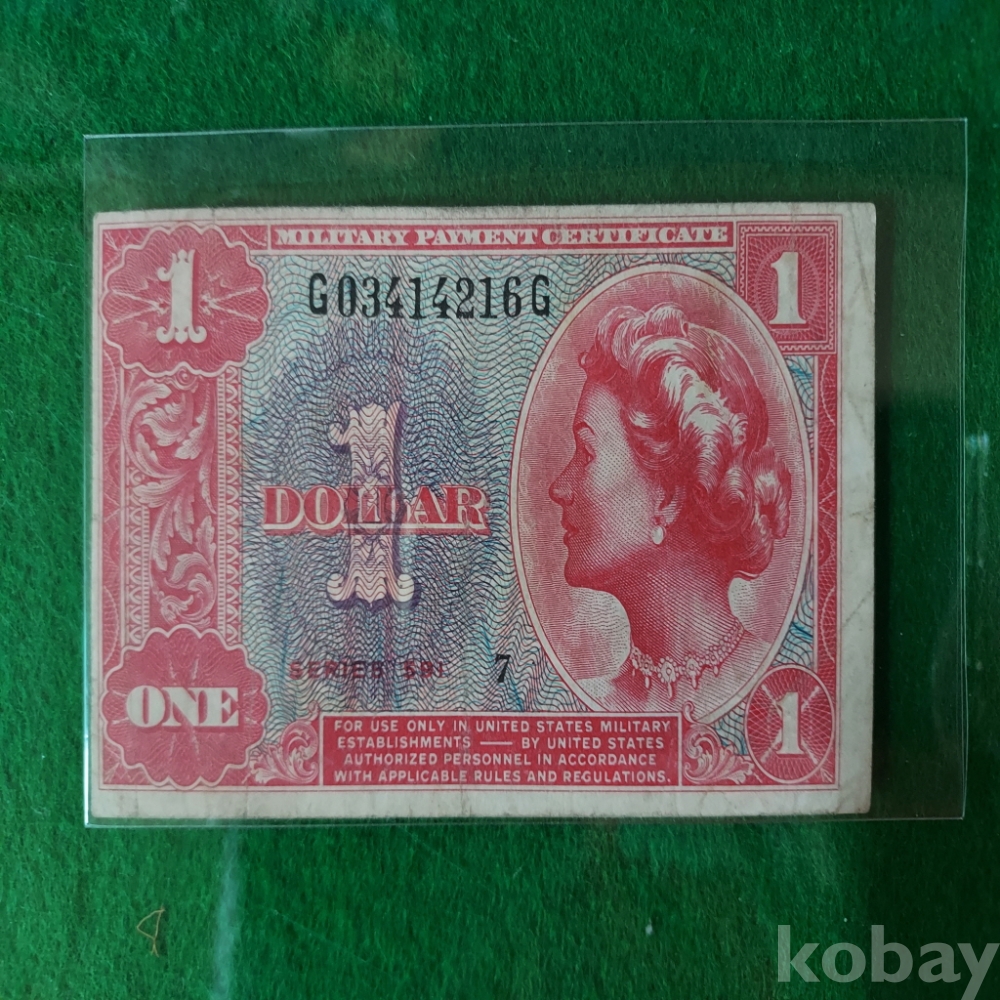 MILITARY PAYMENT CERTIFICATE
1
1
G03414216G
1
DOLLAR
SERIES 591
7
ONE
1
FOR USE ONLY IN UNITED STATES MILITARY
ESTABLISHMENTS — BY UNITED STATES
AUTHORIZED PERSONNEL IN ACCORDANCE
WITH APPLICABLE RULES AND REGULATIONS.
kobay